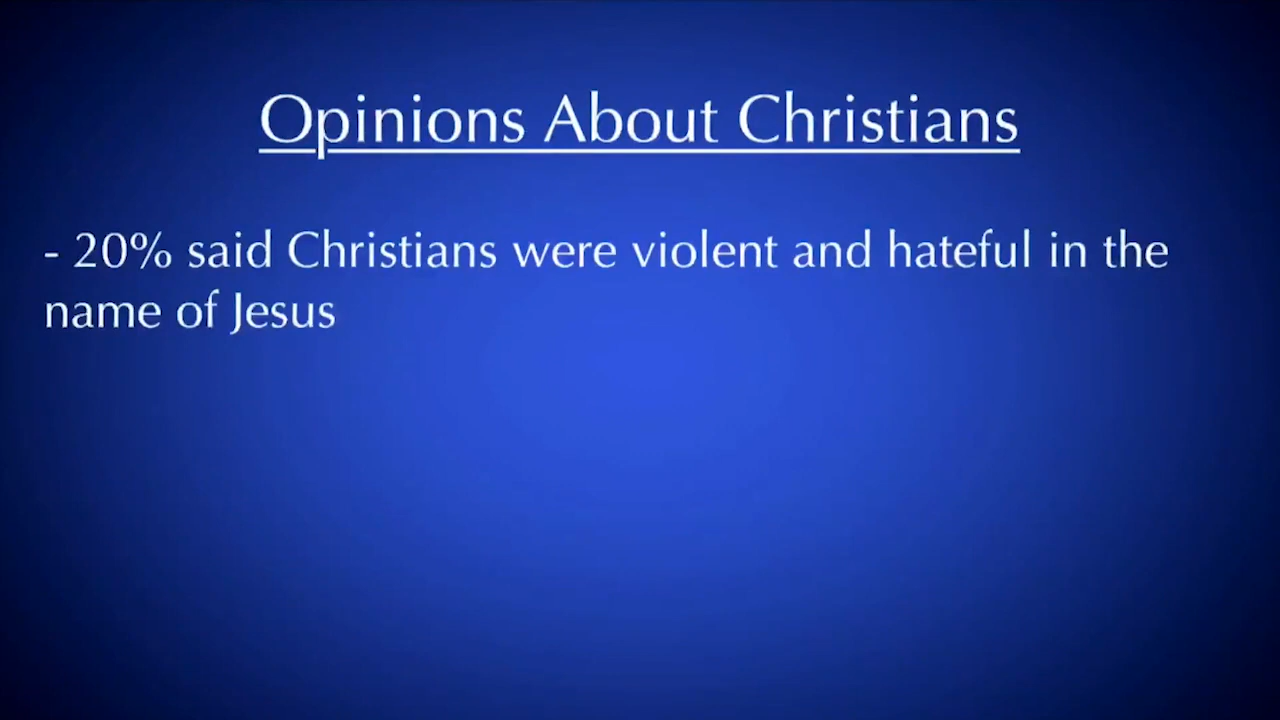 Opinions About Christians
- 20% said Christians were violent and hateful in the
name of Jesus